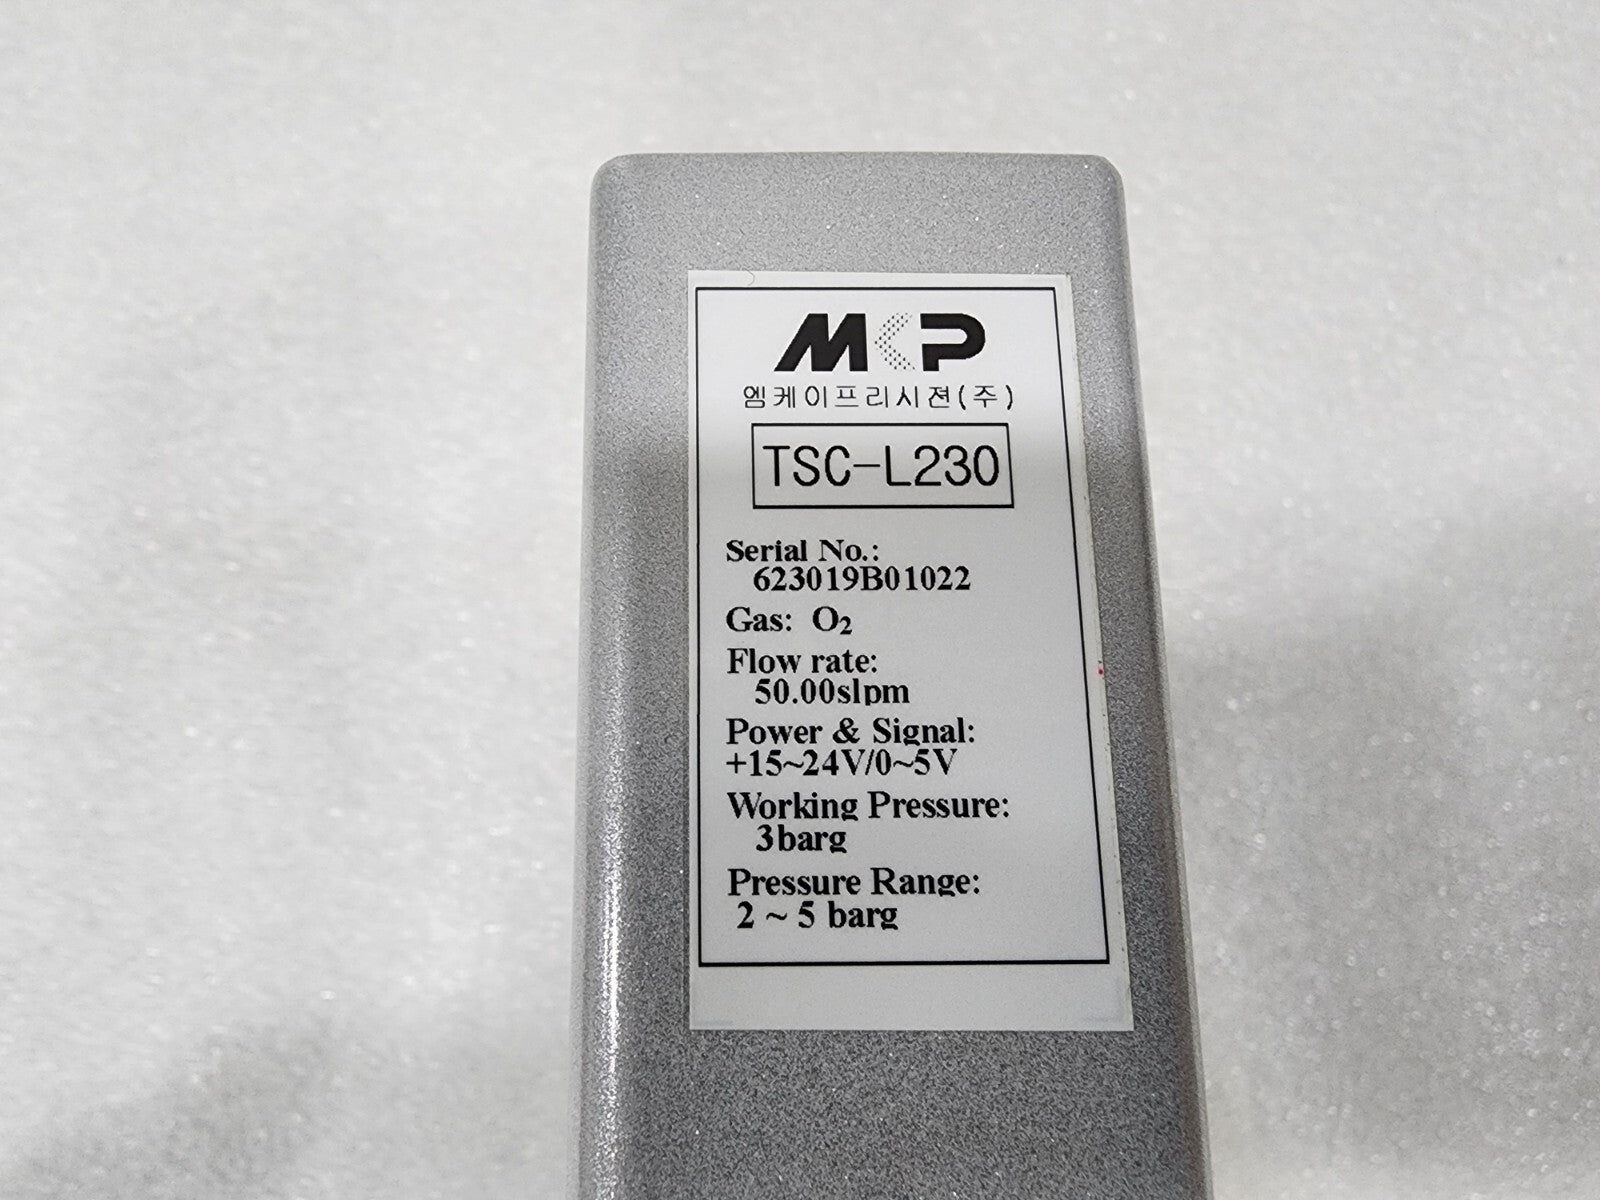 MKP
엠케이프리시젼(주)
TSC-L230
Serial No.:
623019B01022
Gas: O₂
Flow rate:
50.00slpm
Power & Signal:
+15~24V/0~5V
Working Pressure:
3barg
Pressure Range:
2 ~ 5 barg